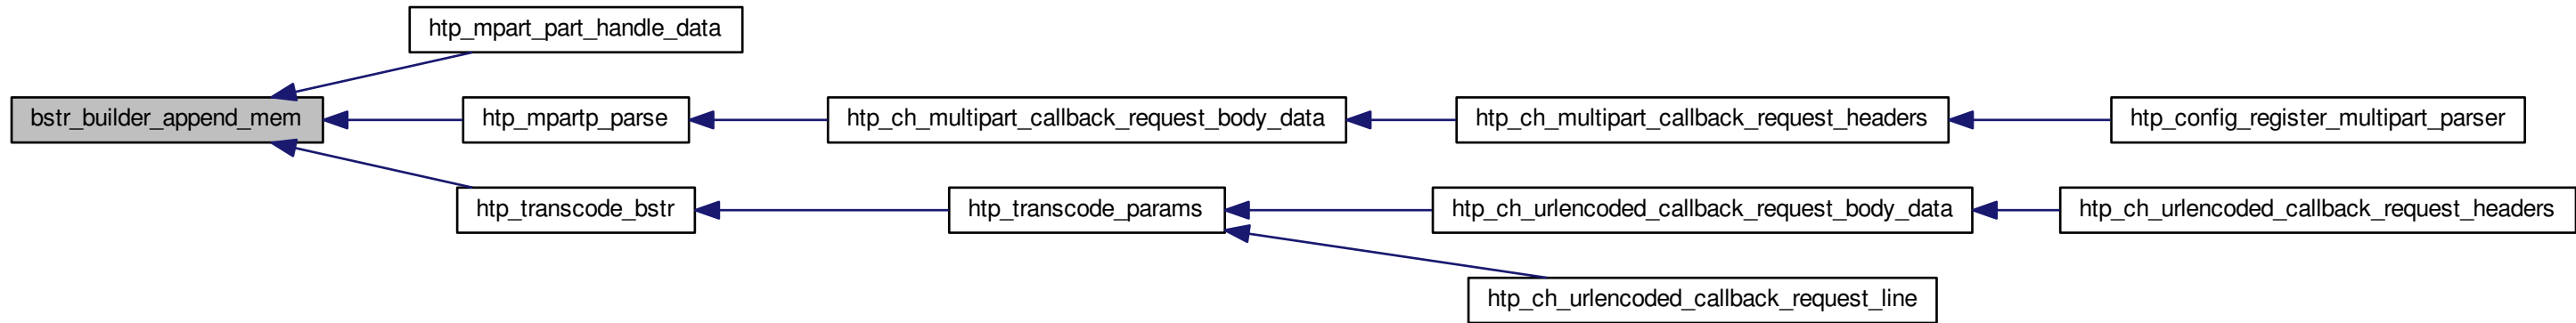 htp_mpart_part_handle_data
bstr_builder_append_mem
htp_mpartp_parse
htp_ch_multipart_callback_request_body_data
htp_ch_multipart_callback_request_headers
htp_config_register_multipart_parser
htp_transcode_bstr
htp_transcode_params
htp_ch_urlencoded_callback_request_body_data
htp_ch_urlencoded_callback_request_headers
htp_ch_urlencoded_callback_request_line